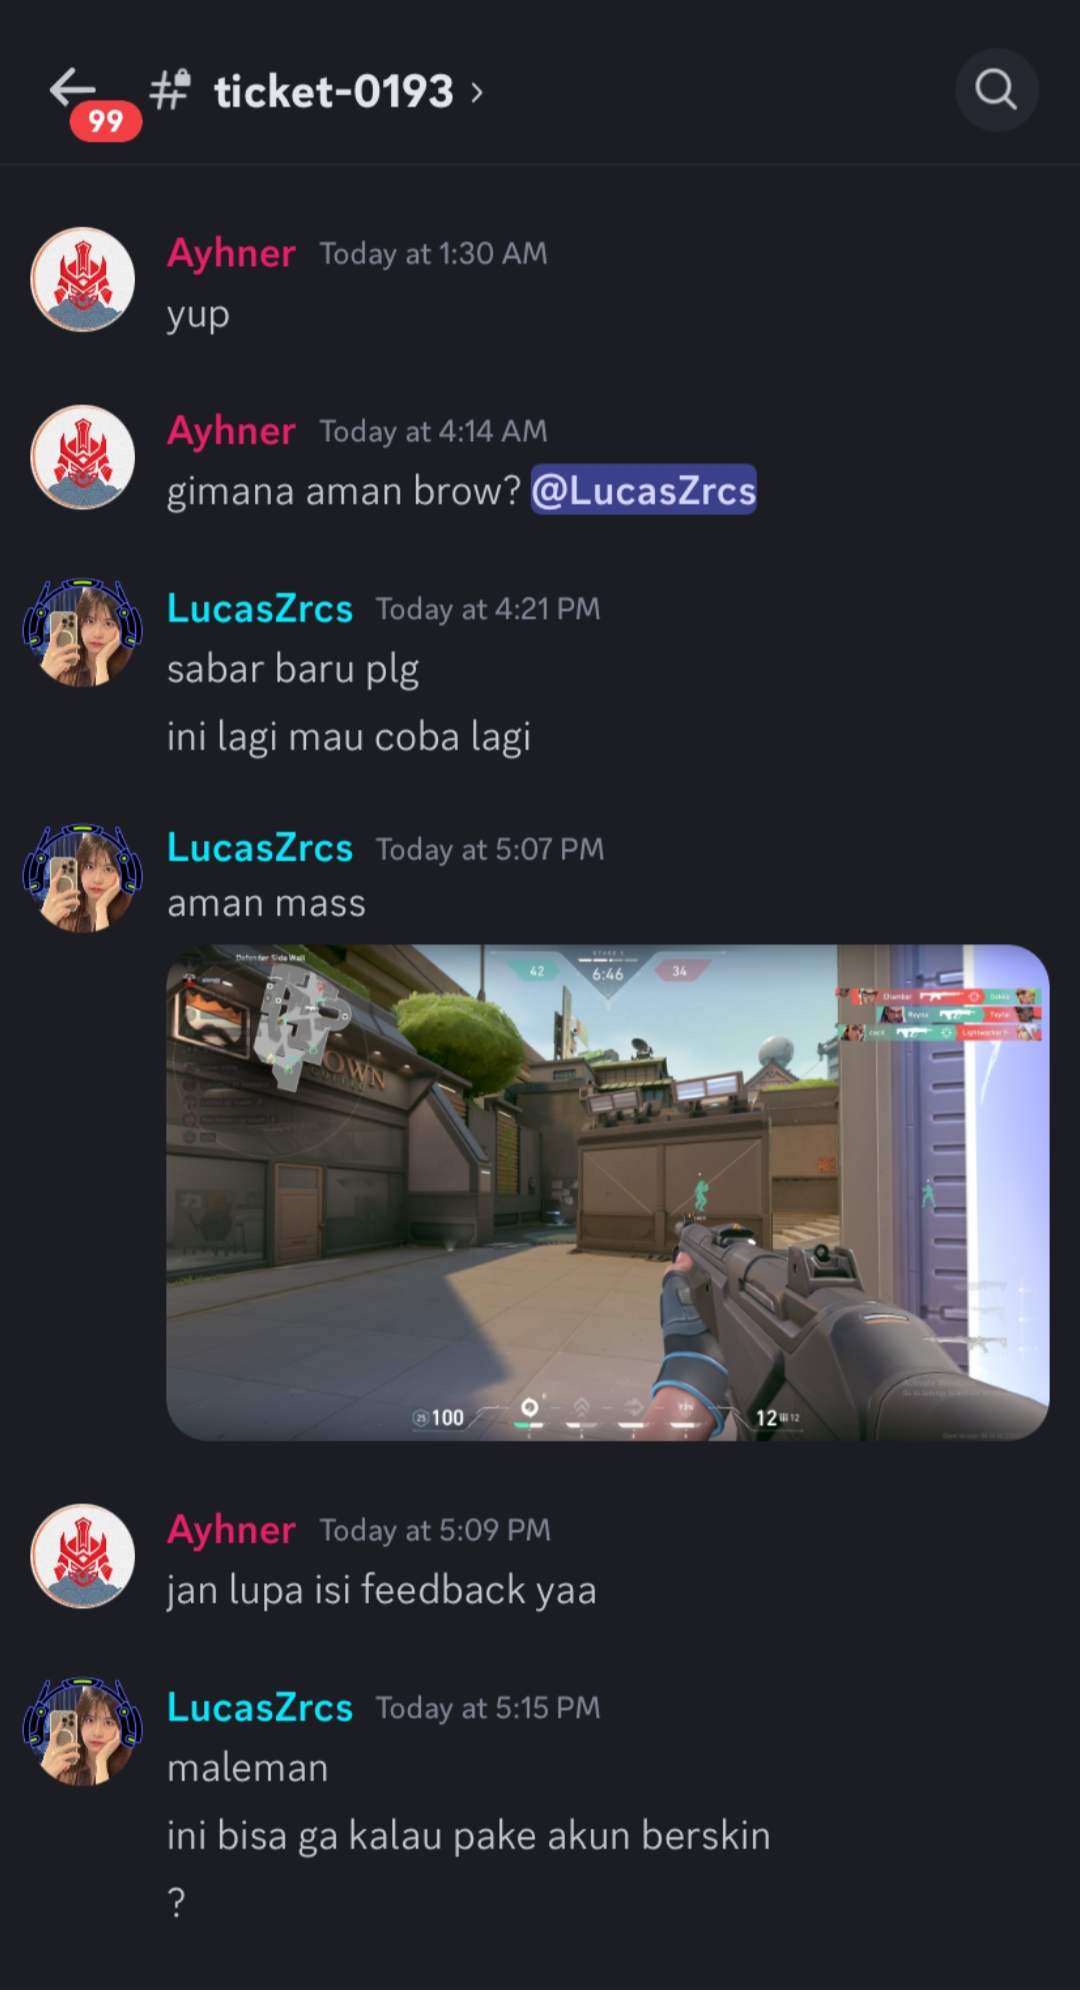 99
ticket-0193
Ayhner Today at 1:30 AM
yup
Ayhner Today at 4:14 AM
gimana aman brow? @LucasZrcs
LucasZrcs Today at 4:21 PM
sabar baru plg
ini lagi mau coba lagi
LucasZrcs Today at 5:07 PM
aman mass
Defender Side Wall
42 6:46 34
Chamber
Reyna
OWN
25 100
12 12
Ayhner Today at 5:09 PM
jan lupa isi feedback yaa
LucasZrcs Today at 5:15 PM
maleman
ini bisa ga kalau pake akun berskin
?